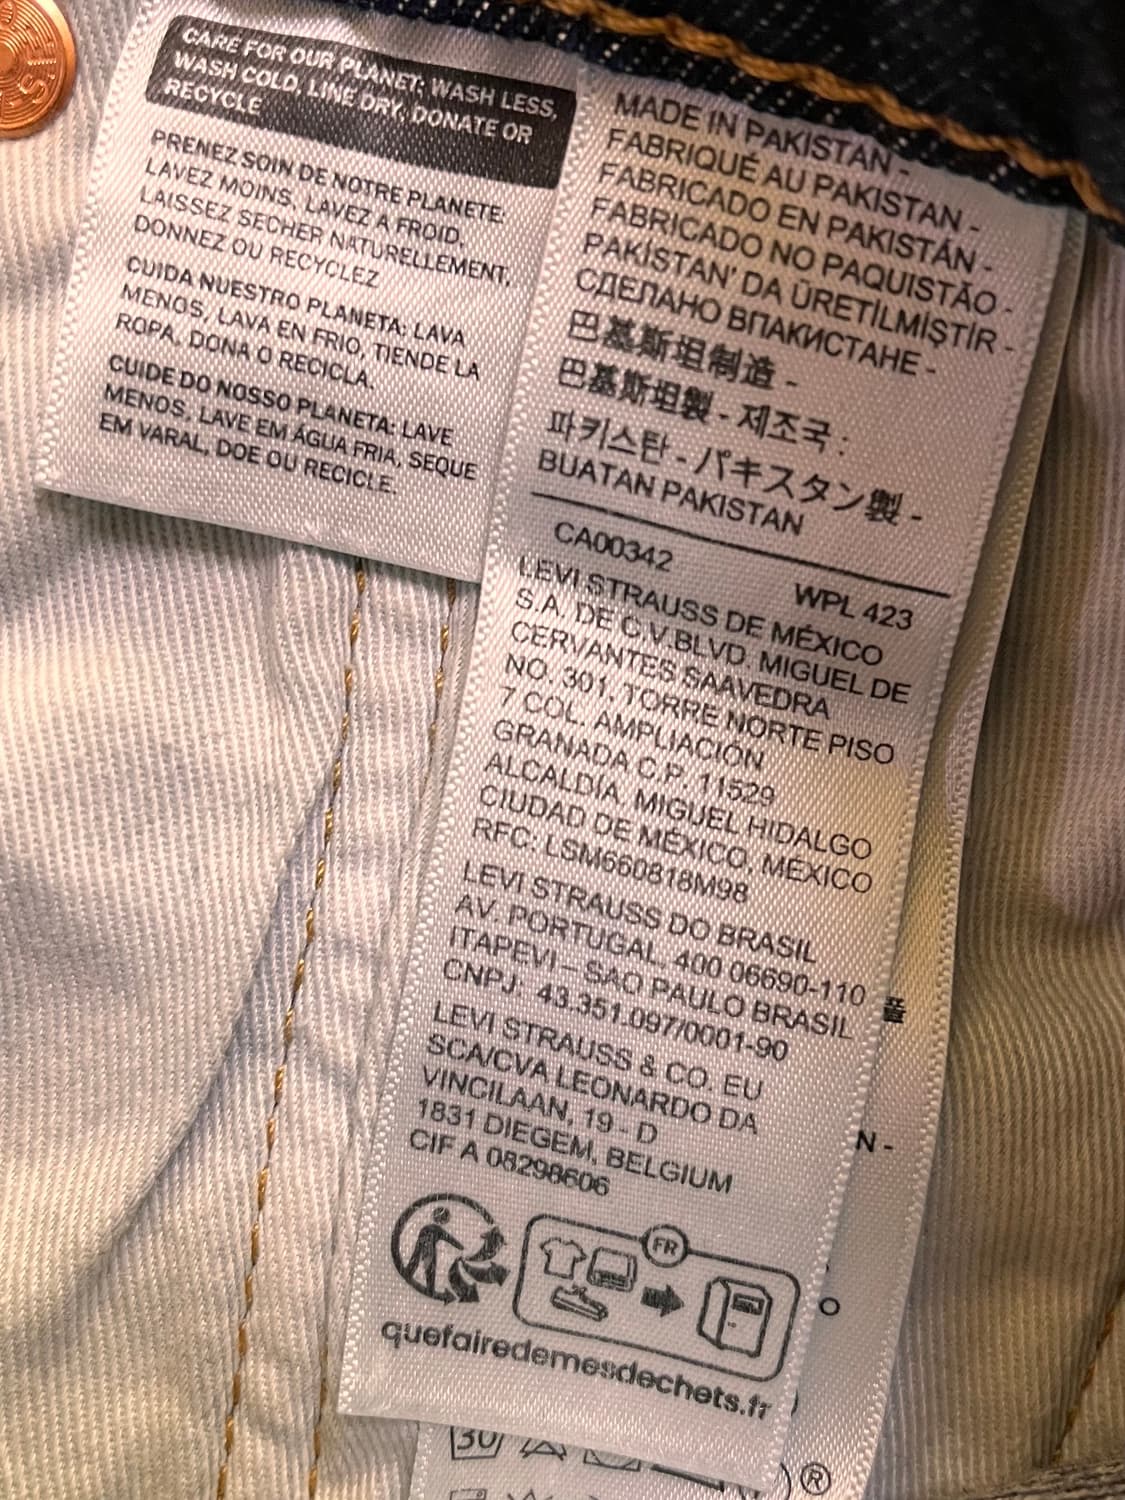 CARE FOR OUR PLANET: WASH LESS,
WASH COLD, LINE DRY, DONATE OR
RECYCLE
PRENEZ SOIN DE NOTRE PLANETE:
LAVEZ MOINS, LAVEZ A FROID,
LAISSEZ SECHER NATURELLEMENT,
DONNEZ OU RECYCLEZ
CUIDA NUESTRO PLANETA: LAVA
MENOS, LAVA EN FRIO, TIENDE LA
ROPA, DONA O RECICLA.
CUIDE DO NOSSO PLANETA: LAVE
MENOS, LAVE EM ÁGUA FRIA, SEQUE
EM VARAL, DOE OU RECICLE.
MADE IN PAKISTAN -
FABRIQUÉ AU PAKISTAN -
FABRICADO EN PAKISTÁN -
FABRICADO NO PAQUISTÃO -
PAKİSTAN' DA ÜRETİLMİŞTİR -
СДЕЛАНО ВПАКИСТАНЕ -
巴基斯坦制造 -
巴基斯坦製 - 제조국 :
파키스탄 - パキスタン製 -
BUATAN PAKISTAN
CA00342
WPL 423
LEVI STRAUSS DE MÉXICO
S.A. DE C.V.BLVD. MIGUEL DE
CERVANTES SAAVEDRA
NO. 301, TORRE NORTE PISO
7 COL. AMPLIACIÓN
GRANADA C.P. 11529
ALCALDÍA. MIGUEL HIDALGO
CIUDAD DE MÉXICO, MÉXICO
RFC: LSM660818M98
LEVI STRAUSS DO BRASIL
AV. PORTUGAL, 400 06690-110
ITAPEVI – SAO PAULO BRASIL
CNPJ: 43.351.097/0001-90
LEVI STRAUSS & CO. EU
SCA/CVA LEONARDO DA
VINCILAAN, 19 - D
1831 DIEGEM, BELGIUM
CIF A 08298606
FR
quefairedemesdechets.fr
N -
O
30
®